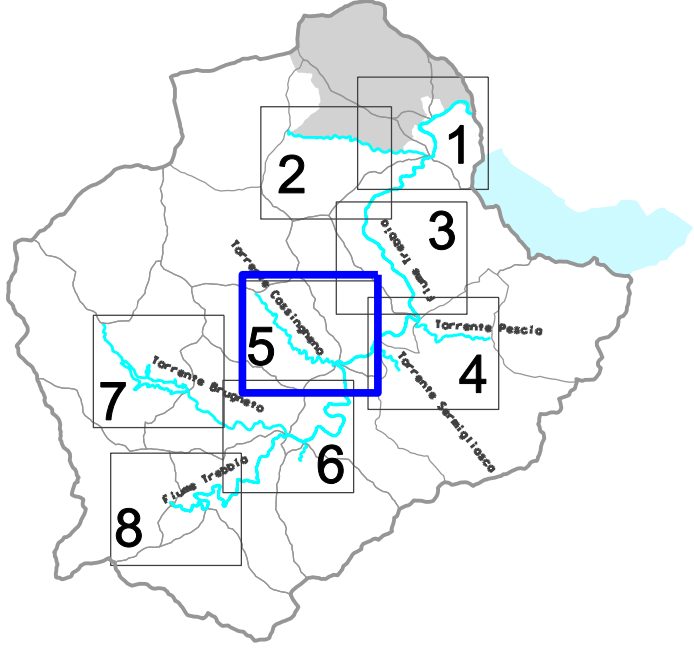 1
2
3
Fiume Trebbia
Torrente Cassingheno
5
Torrente Pescia
4
Torrente Sermigliasca
7
Torrente Brugneto
6
Fiume Trebbia
8